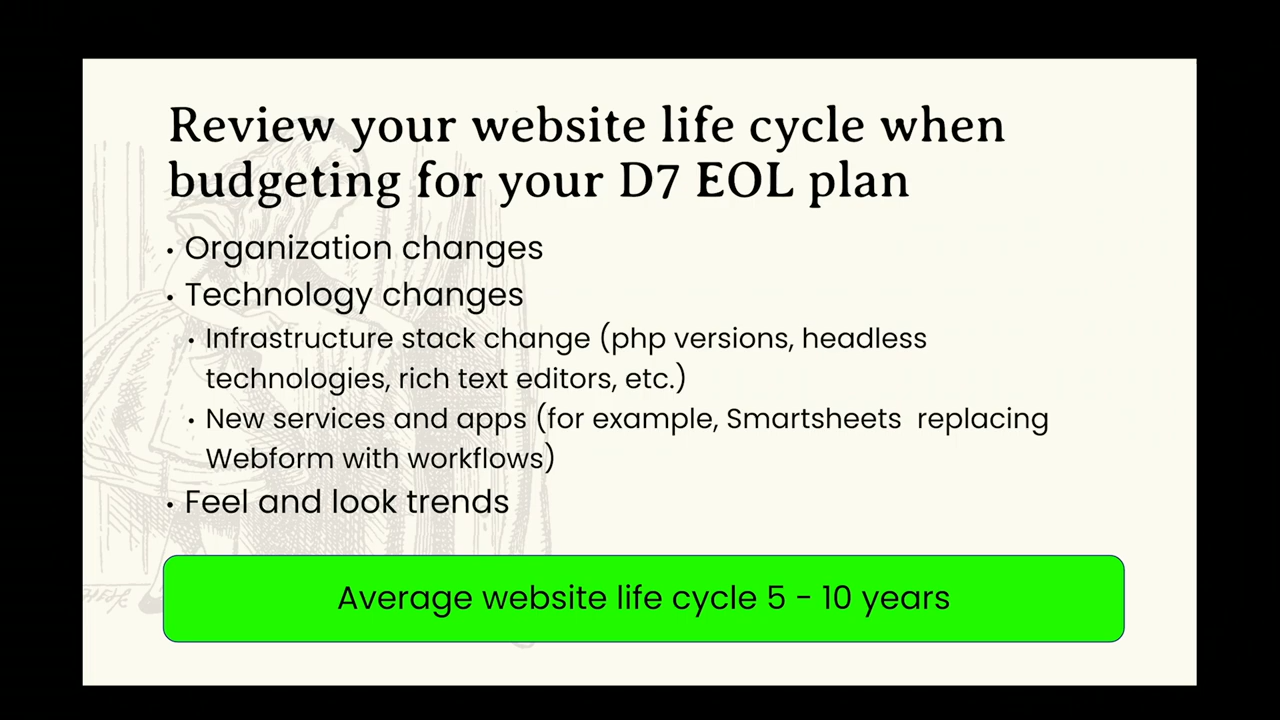 Review your website life cycle when
budgeting for your D7 EOL plan
• Organization changes
• Technology changes
• Infrastructure stack change (php versions, headless
technologies, rich text editors, etc.)
• New services and apps (for example, Smartsheets  replacing
Webform with workflows)
• Feel and look trends
Average website life cycle 5 - 10 years